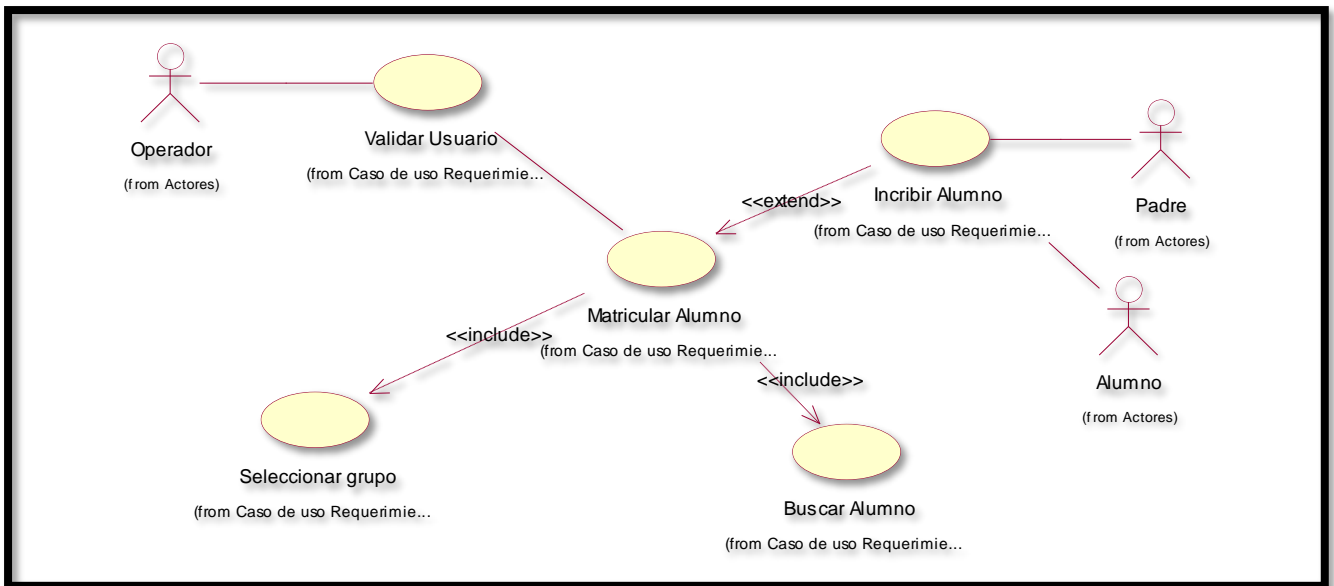 Operador
(from Actores)
Validar Usuario
(from Caso de uso Requerimie...
<<extend>>
Incribir Alumno
(from Caso de uso Requerimie...
Padre
(from Actores)
Matricular Alumno
(from Caso de uso Requerimie...
<<include>>
<<include>>
Alumno
(from Actores)
Seleccionar grupo
(from Caso de uso Requerimie...
Buscar Alumno
(from Caso de uso Requerimie...